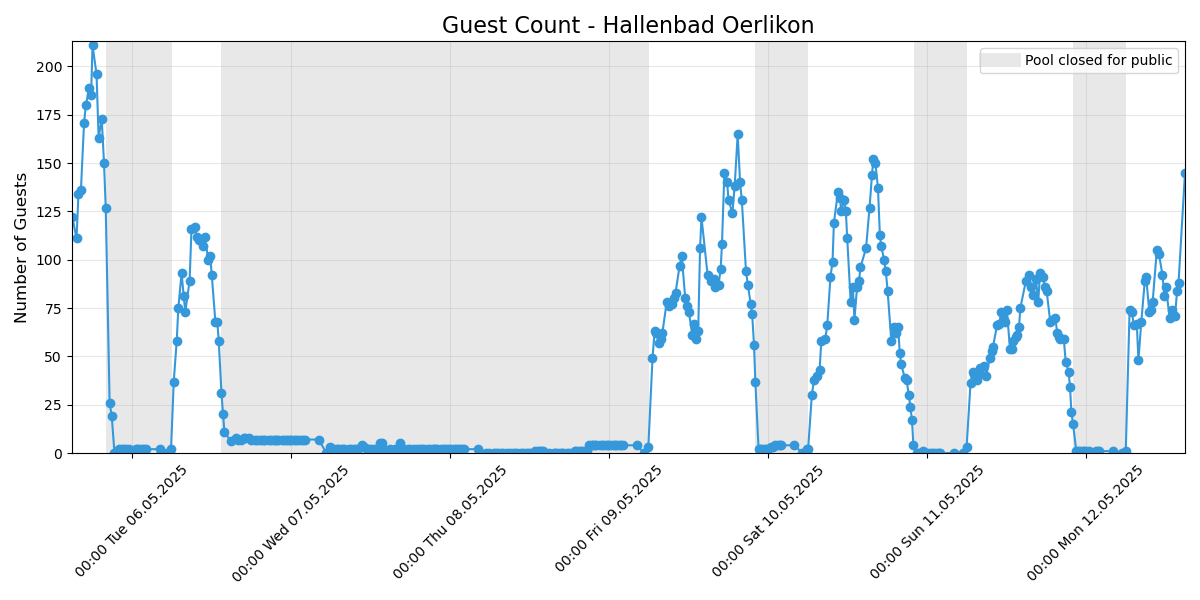 Guest Count - Hallenbad Oerlikon
Pool closed for public
Number of Guests
200
175
150
125
100
75
50
25
0
00:00 Tue 06.05.2025
00:00 Wed 07.05.2025
00:00 Thu 08.05.2025
00:00 Fri 09.05.2025
00:00 Sat 10.05.2025
00:00 Sun 11.05.2025
00:00 Mon 12.05.2025